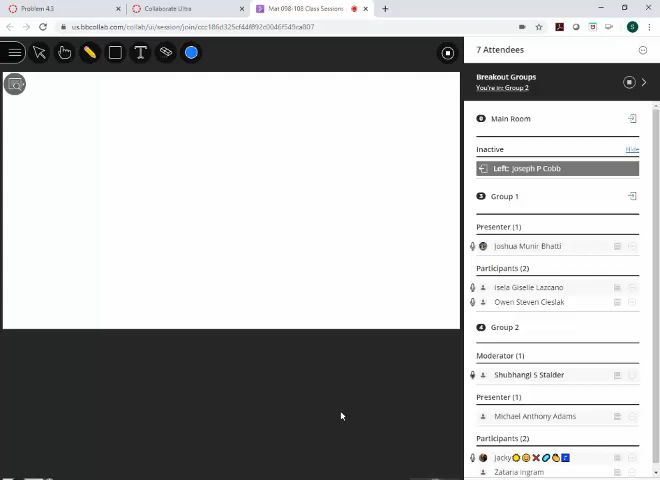 Problem 4.3
Collaborate Ultra
Mat 098-108 Class Sessions
us.bbcollab.com/collab/ui/session/join/ccc186d325cf44f892c0046f549ca807
S
T
7 Attendees
Breakout Groups
You're in: Group 2
0 Main Room
Inactive
Hide
Left: Joseph P Cobb
3 Group 1
Presenter (1)
Joshua Munir Bhatti
Participants (2)
Isela Giselle Lazcano
Owen Steven Cieslak
4 Group 2
Moderator (1)
Shubhangi S Stalder
Presenter (1)
Michael Anthony Adams
Participants (2)
Jacky
Zataria Ingram